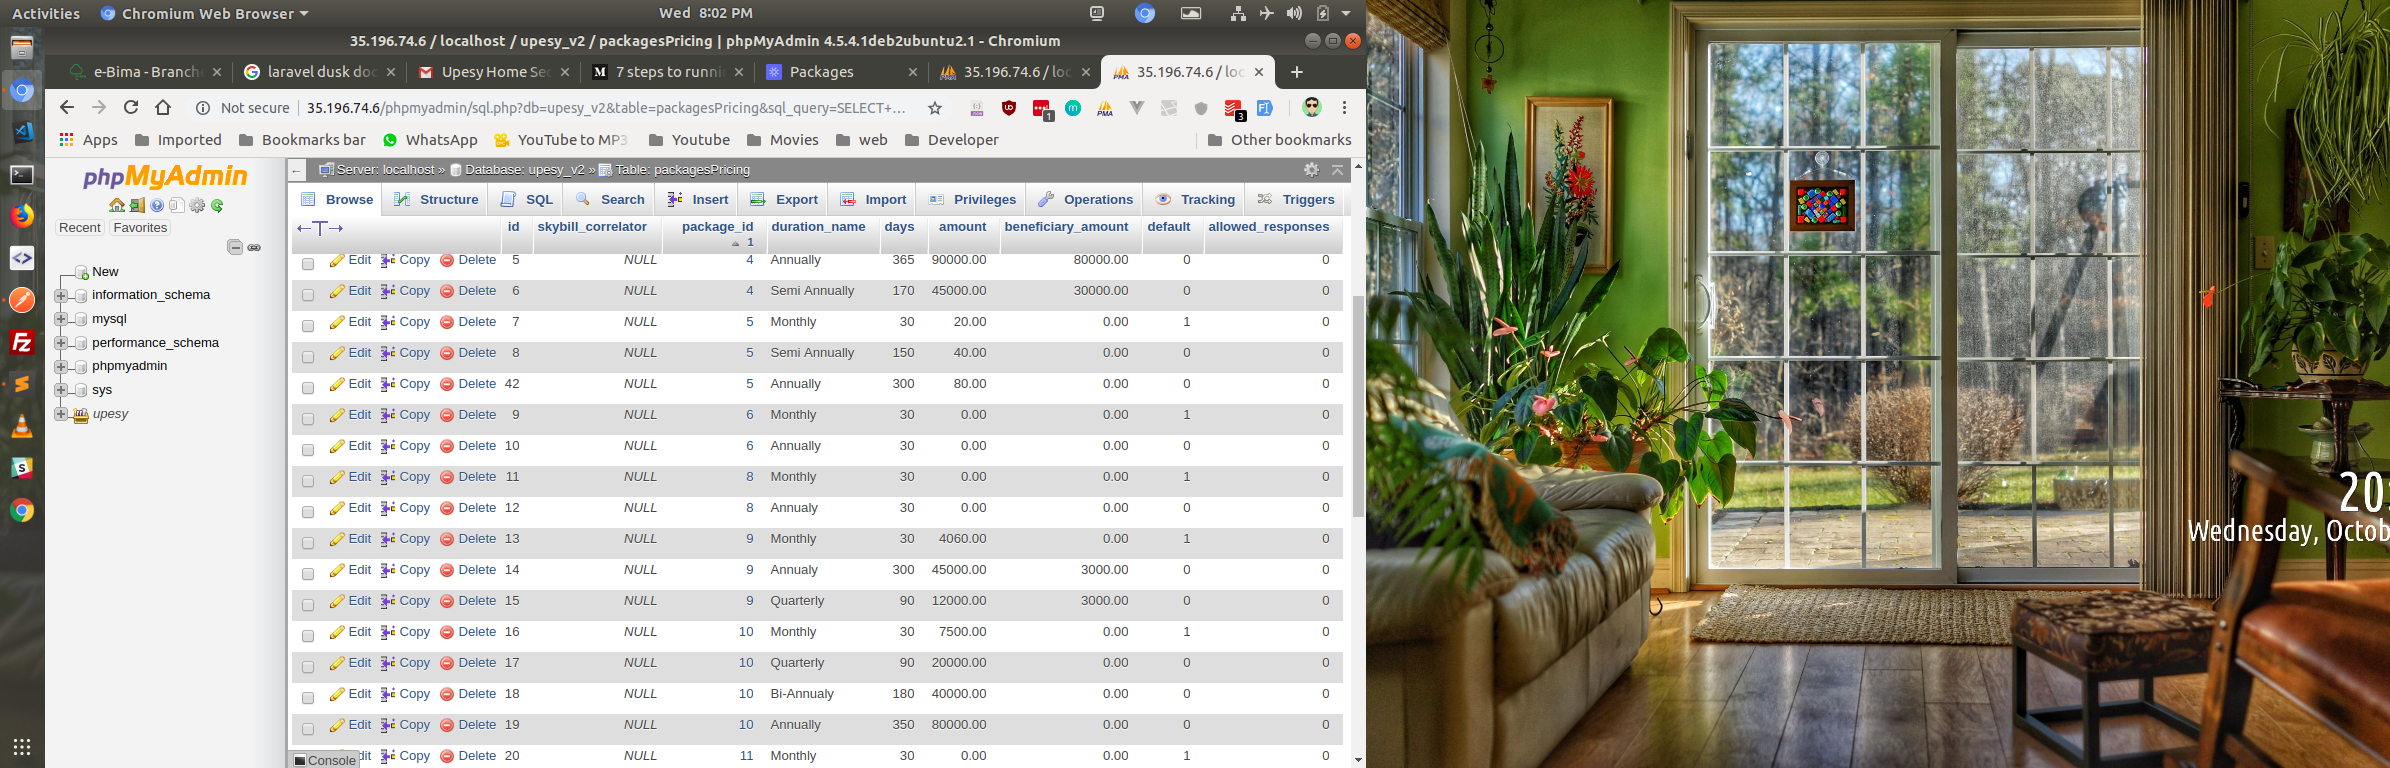 Activities Chromium Web Browser Wed 8:02 PM
35.196.74.6 / localhost / upesy_v2 / packagesPricing | phpMyAdmin 4.5.4.1deb2ubuntu2.1 - Chromium
e-Bima - Branche laravel dusk doc Upesy Home Sec 7 steps to runni Packages 35.196.74.6 / loc 35.196.74.6 / loc
Not secure 35.196.74.6/phpmyadmin/sql.php?db=upesy_v2&table=packagesPricing&sql_query=SELECT+... 1 3
Apps Imported Bookmarks bar WhatsApp YouTube to MP3 Youtube Movies web Developer Other bookmarks
phpMyAdmin
Recent Favorites
New
information_schema
mysql
performance_schema
phpmyadmin
sys
upesy
Server: localhost » Database: upesy_v2 » Table: packagesPricing
Browse Structure SQL Search Insert Export Import Privileges Operations Tracking Triggers
id skybill_correlator package_id 1 duration_name days amount beneficiary_amount default allowed_responses
Edit Copy Delete 5 NULL 4 Annually 365 90000.00 80000.00 0 0
Edit Copy Delete 6 NULL 4 Semi Annually 170 45000.00 30000.00 0 0
Edit Copy Delete 7 NULL 5 Monthly 30 20.00 0.00 1 0
Edit Copy Delete 8 NULL 5 Semi Annually 150 40.00 0.00 0 0
Edit Copy Delete 42 NULL 5 Annually 300 80.00 0.00 0 0
Edit Copy Delete 9 NULL 6 Monthly 30 0.00 0.00 1 0
Edit Copy Delete 10 NULL 6 Annually 30 0.00 0.00 0 0
Edit Copy Delete 11 NULL 8 Monthly 30 0.00 0.00 1 0
Edit Copy Delete 12 NULL 8 Annualy 30 0.00 0.00 0 0
Edit Copy Delete 13 NULL 9 Monthly 30 4060.00 0.00 1 0
Edit Copy Delete 14 NULL 9 Annualy 300 45000.00 3000.00 0 0
Edit Copy Delete 15 NULL 9 Quarterly 90 12000.00 3000.00 0 0
Edit Copy Delete 16 NULL 10 Monthly 30 7500.00 0.00 1 0
Edit Copy Delete 17 NULL 10 Quarterly 90 20000.00 0.00 0 0
Edit Copy Delete 18 NULL 10 Bi-Annualy 180 40000.00 0.00 0 0
Edit Copy Delete 19 NULL 10 Annually 350 80000.00 0.00 0 0
dit Copy Delete 20 NULL 11 Monthly 30 0.00 0.00 1 0
Console
20:
Wednesday, Octob